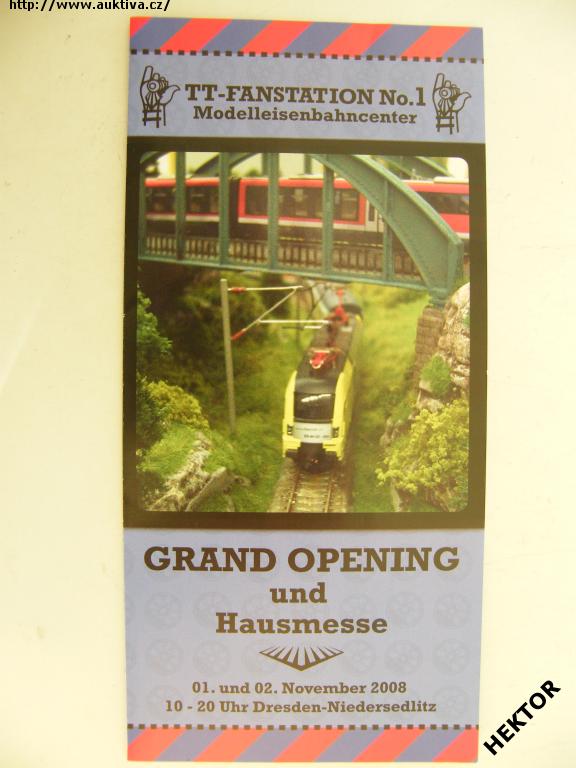 http://www.auktiva.cz/
TT-FANSTATION No.1
Modelleisenbahncenter
GRAND OPENING
und
Hausmesse
01. und 02. November 2008
10 - 20 Uhr Dresden-Niedersedlitz
HEKTOR